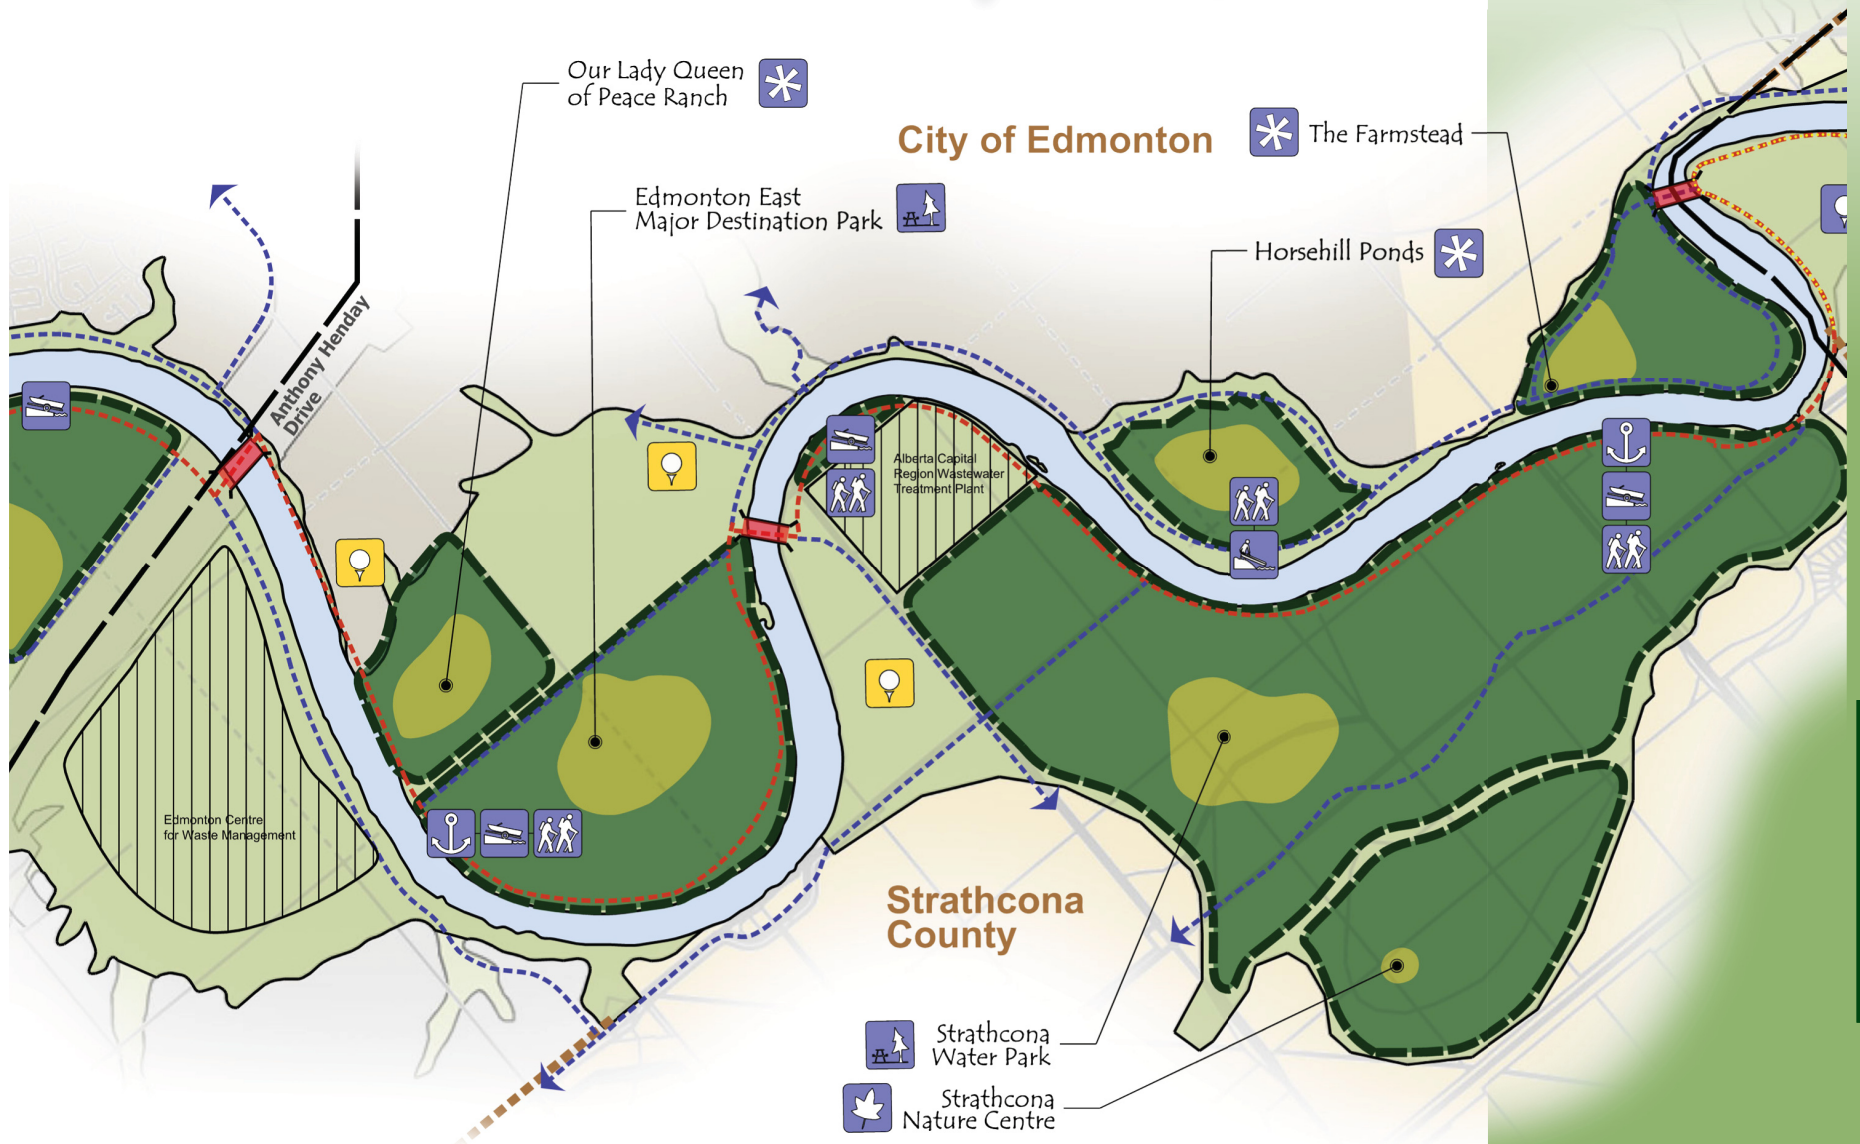 Our Lady Queen
of Peace Ranch
City of Edmonton
The Farmstead
Edmonton East
Major Destination Park
Horsehill Ponds
Anthony Henday
Drive
Alberta Capital
Region Wastewater
Treatment Plant
Edmonton Centre
for Waste Management
Strathcona
County
Strathcona
Water Park
Strathcona
Nature Centre